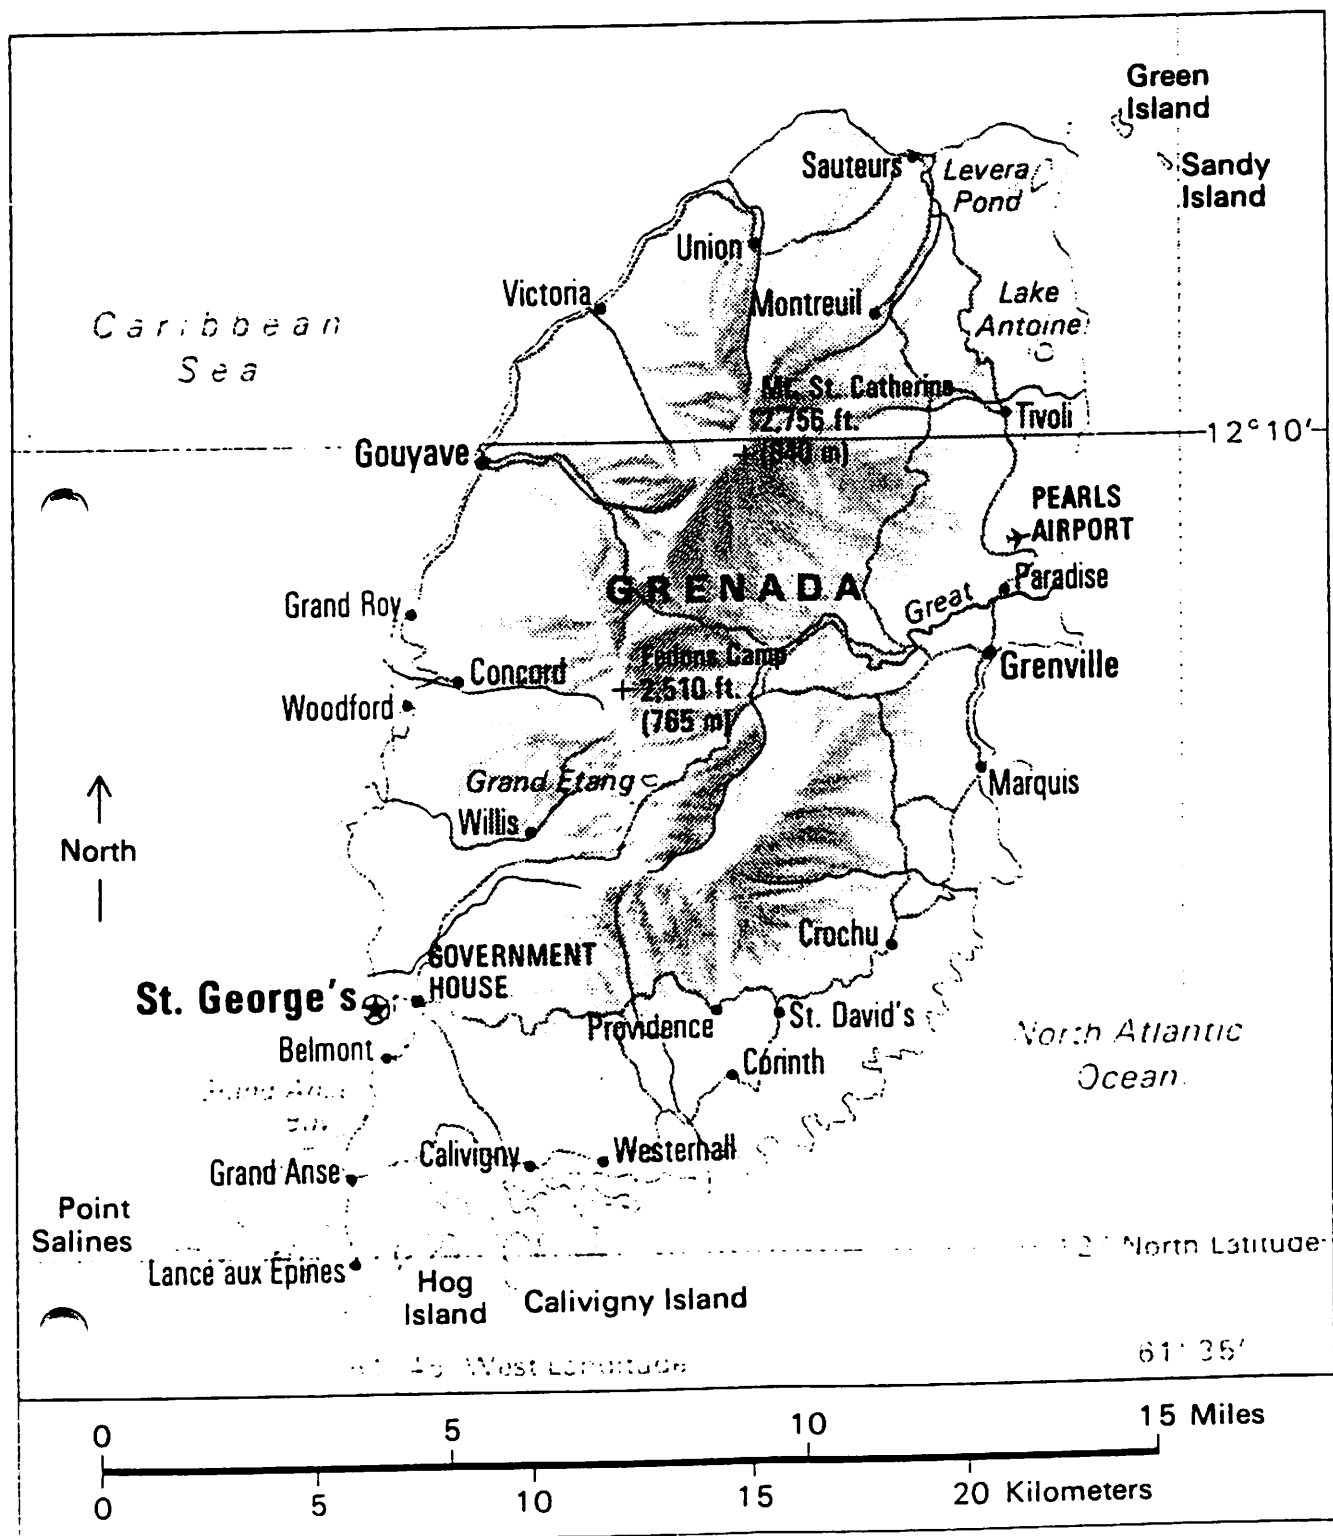 Green
Island
Sauteurs
Levera
Pond
Sandy
Island
Union
Victoria
Montreuil
Lake
Antoine
Caribbean
Sea
Mt. St. Catherine
2,756 ft.
(840 m)
Tivoli
12°10'
Gouyave
PEARLS
AIRPORT
GRENADA
Paradise
Great
Grand Roy
Fedons Camp
2,510 ft.
(765 m)
Concord
Grenville
Woodford
Grand Etang
Marquis
Willis
North
Crochu
GOVERNMENT
HOUSE
St. George's
Providence
St. David's
North Atlantic
Ocean
Belmont
Corinth
Calivigny
Westerhall
Grand Anse
Point
Salines
North Latitude
Lance aux Épines
Hog
Island
Calivigny Island
West Longitude
61° 35'
0 5 10 15 Miles
0 5 10 15 20 Kilometers